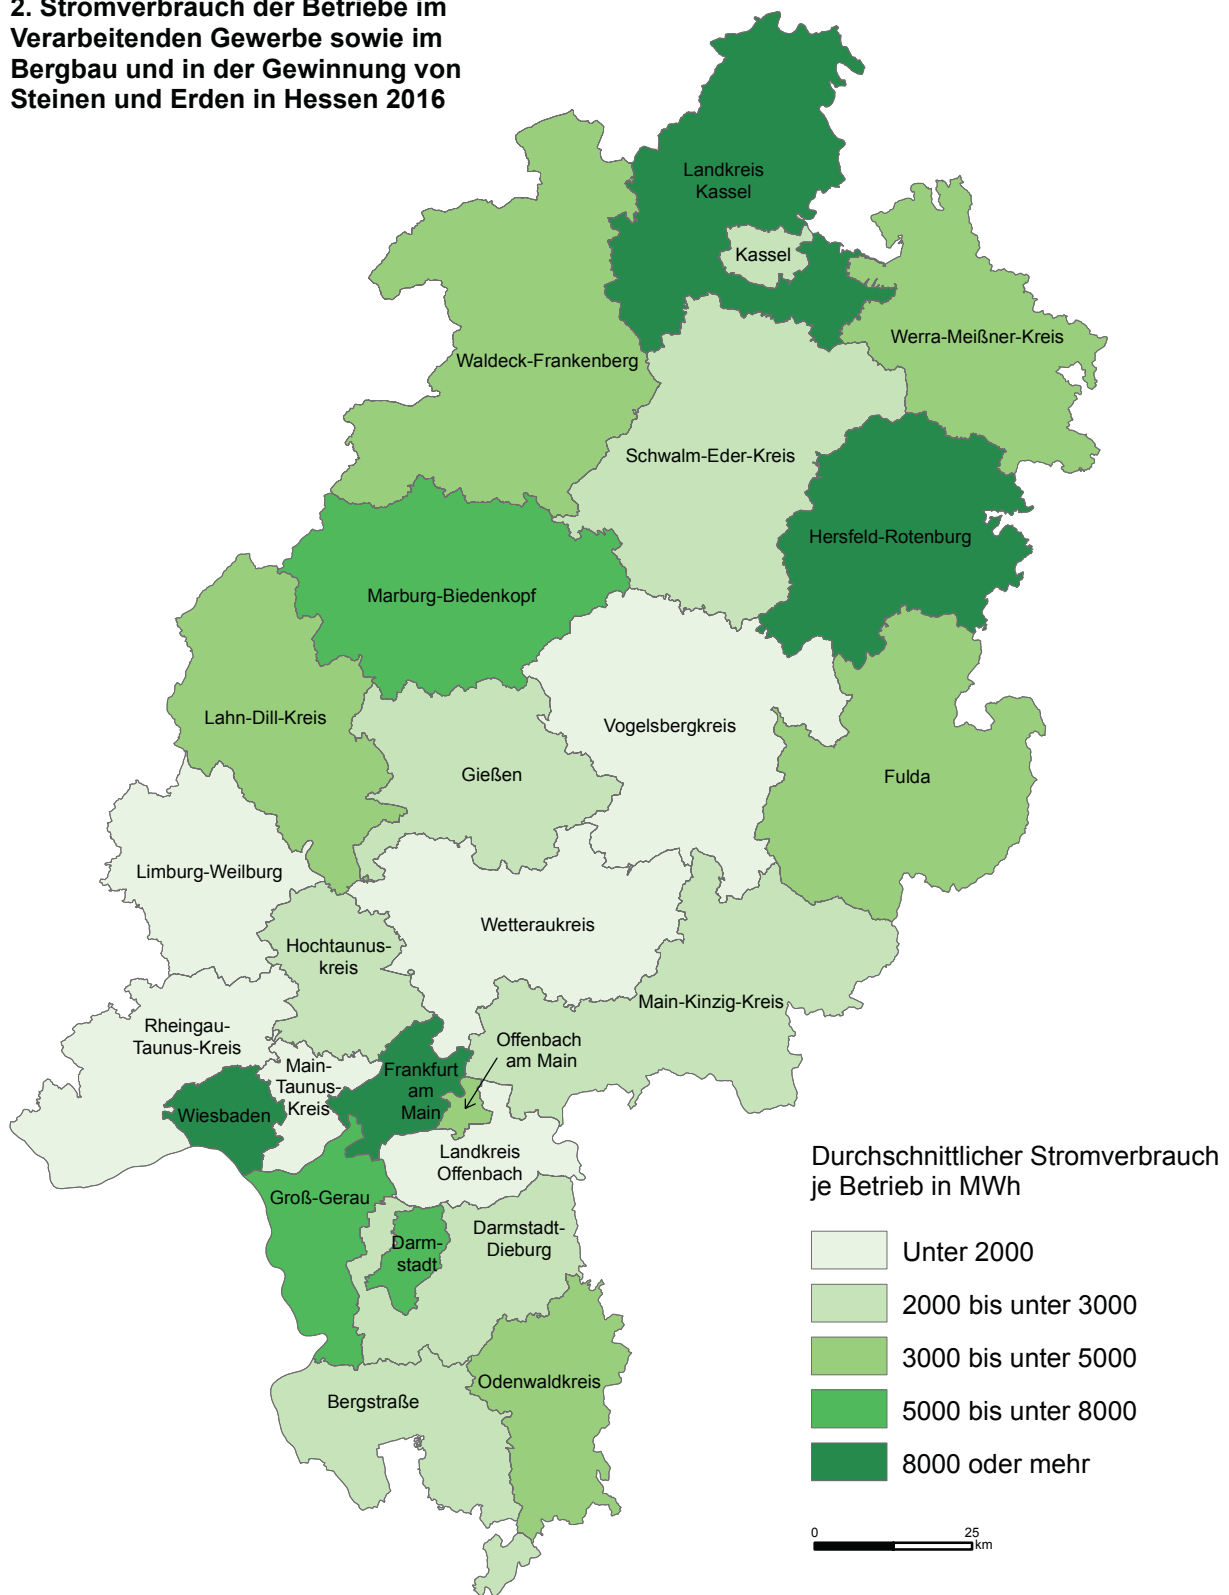 2. Stromverbrauch der Betriebe im
Verarbeitenden Gewerbe sowie im
Bergbau und in der Gewinnung von
Steinen und Erden in Hessen 2016
Landkreis
Kassel
Kassel
Werra-Meißner-Kreis
Waldeck-Frankenberg
Schwalm-Eder-Kreis
Hersfeld-Rotenburg
Marburg-Biedenkopf
Lahn-Dill-Kreis
Vogelsbergkreis
Gießen
Fulda
Limburg-Weilburg
Wetteraukreis
Hochtaunus-
kreis
Main-Kinzig-Kreis
Rheingau-
Taunus-Kreis
Offenbach
am Main
Main-
Taunus-
Kreis
Frankfurt
am
Main
Wiesbaden
Landkreis
Offenbach
Groß-Gerau
Darm-
stadt
Darmstadt-
Dieburg
Odenwaldkreis
Bergstraße
Durchschnittlicher Stromverbrauch
je Betrieb in MWh
Unter 2000
2000 bis unter 3000
3000 bis unter 5000
5000 bis unter 8000
8000 oder mehr
0 25
km